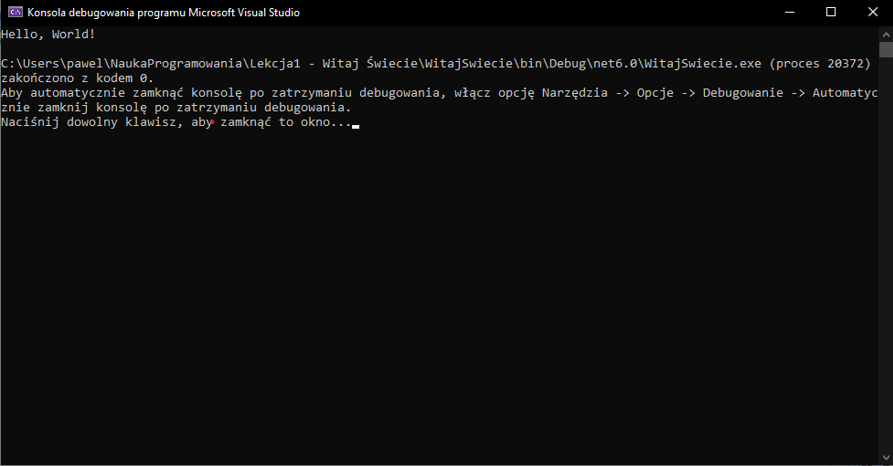 Konsola debugowania programu Microsoft Visual Studio
Hello, World!
C:\Users\pawel\NaukaProgramowania\Lekcja1 - Witaj Świecie\WitajSwiecie\bin\Debug\net6.0\WitajSwiecie.exe (proces 20372)
zakończono z kodem 0.
Aby automatycznie zamknąć konsolę po zatrzymaniu debugowania, włącz opcję Narzędzia -> Opcje -> Debugowanie -> Automatyc
znie zamknij konsolę po zatrzymaniu debugowania.
Naciśnij dowolny klawisz, aby zamknąć to okno...